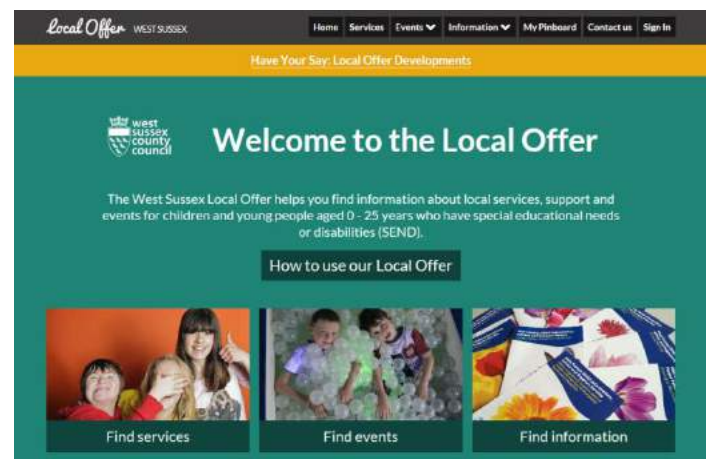 Local Offer WEST SUSSEX
Home Services Events Information My Pinboard Contact us Sign In
Have Your Say: Local Offer Developments
west
sussex
county
council
Welcome to the Local Offer
The West Sussex Local Offer helps you find information about local services, support and
events for children and young people aged 0 - 25 years who have special educational needs
or disabilities (SEND).
How to use our Local Offer
Find services
Find events
Find information